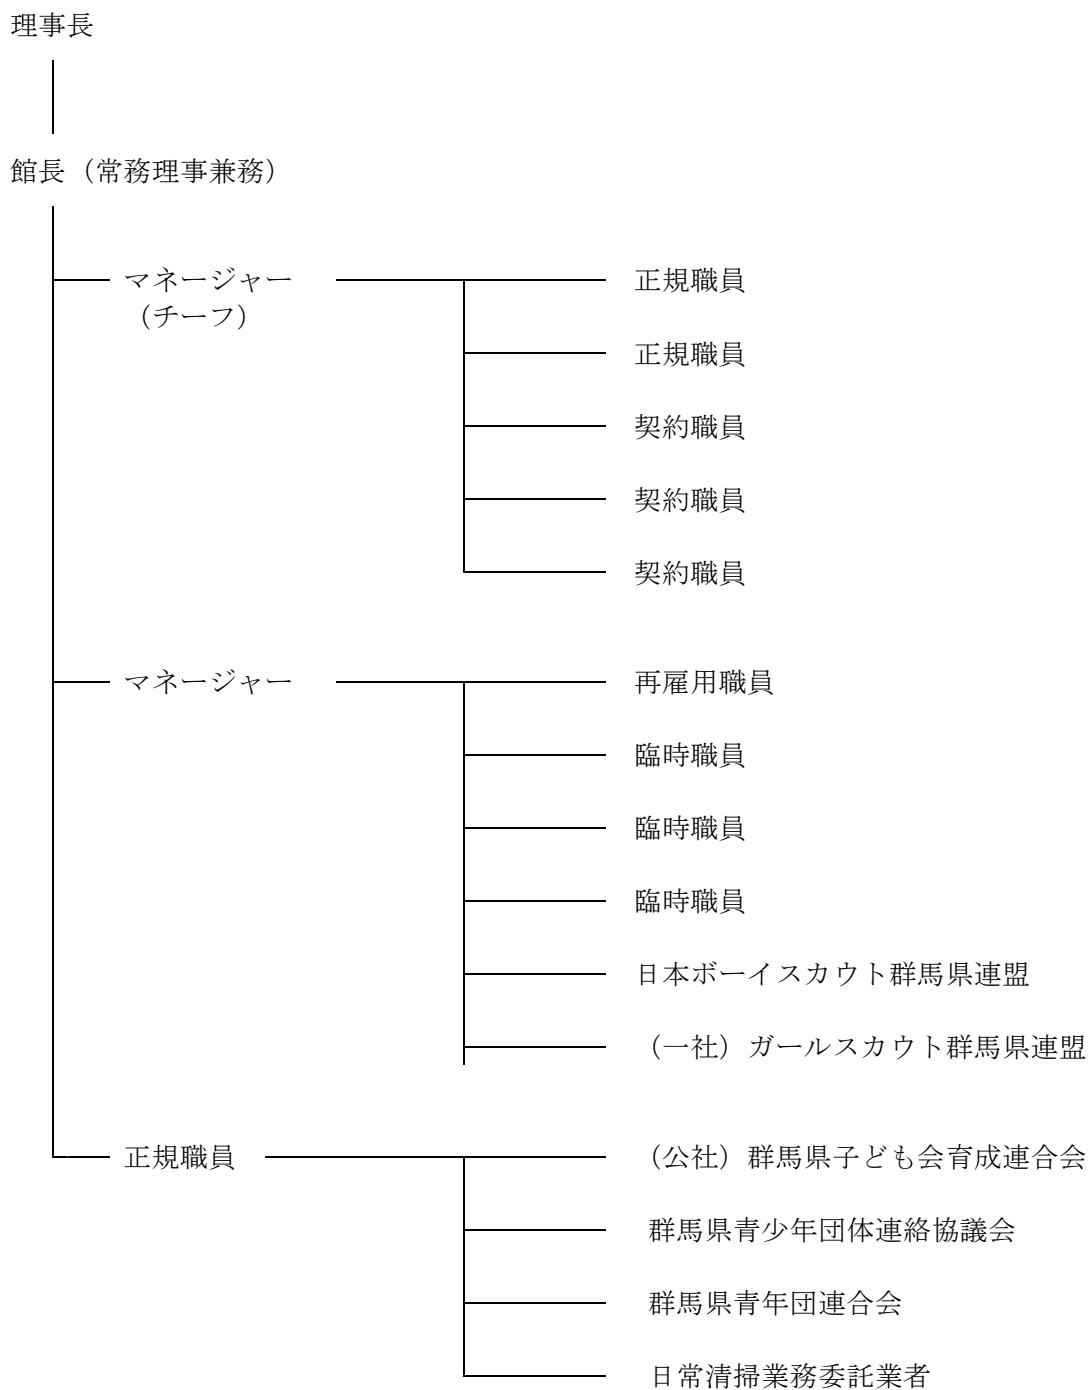 理事長
館長（常務理事兼務）
マネージャー
（チーフ）
正規職員
正規職員
契約職員
契約職員
契約職員
マネージャー
再雇用職員
臨時職員
臨時職員
臨時職員
日本ボーイスカウト群馬県連盟
（一社）ガールスカウト群馬県連盟
正規職員
（公社）群馬県子ども会育成連合会
群馬県青少年団体連絡協議会
群馬県青年団連合会
日常清掃業務委託業者